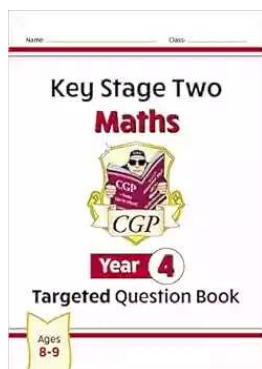 Name: Class:
Key Stage Two
Maths
CGP
CGP
Year 4
Targeted Question Book
Ages
8-9